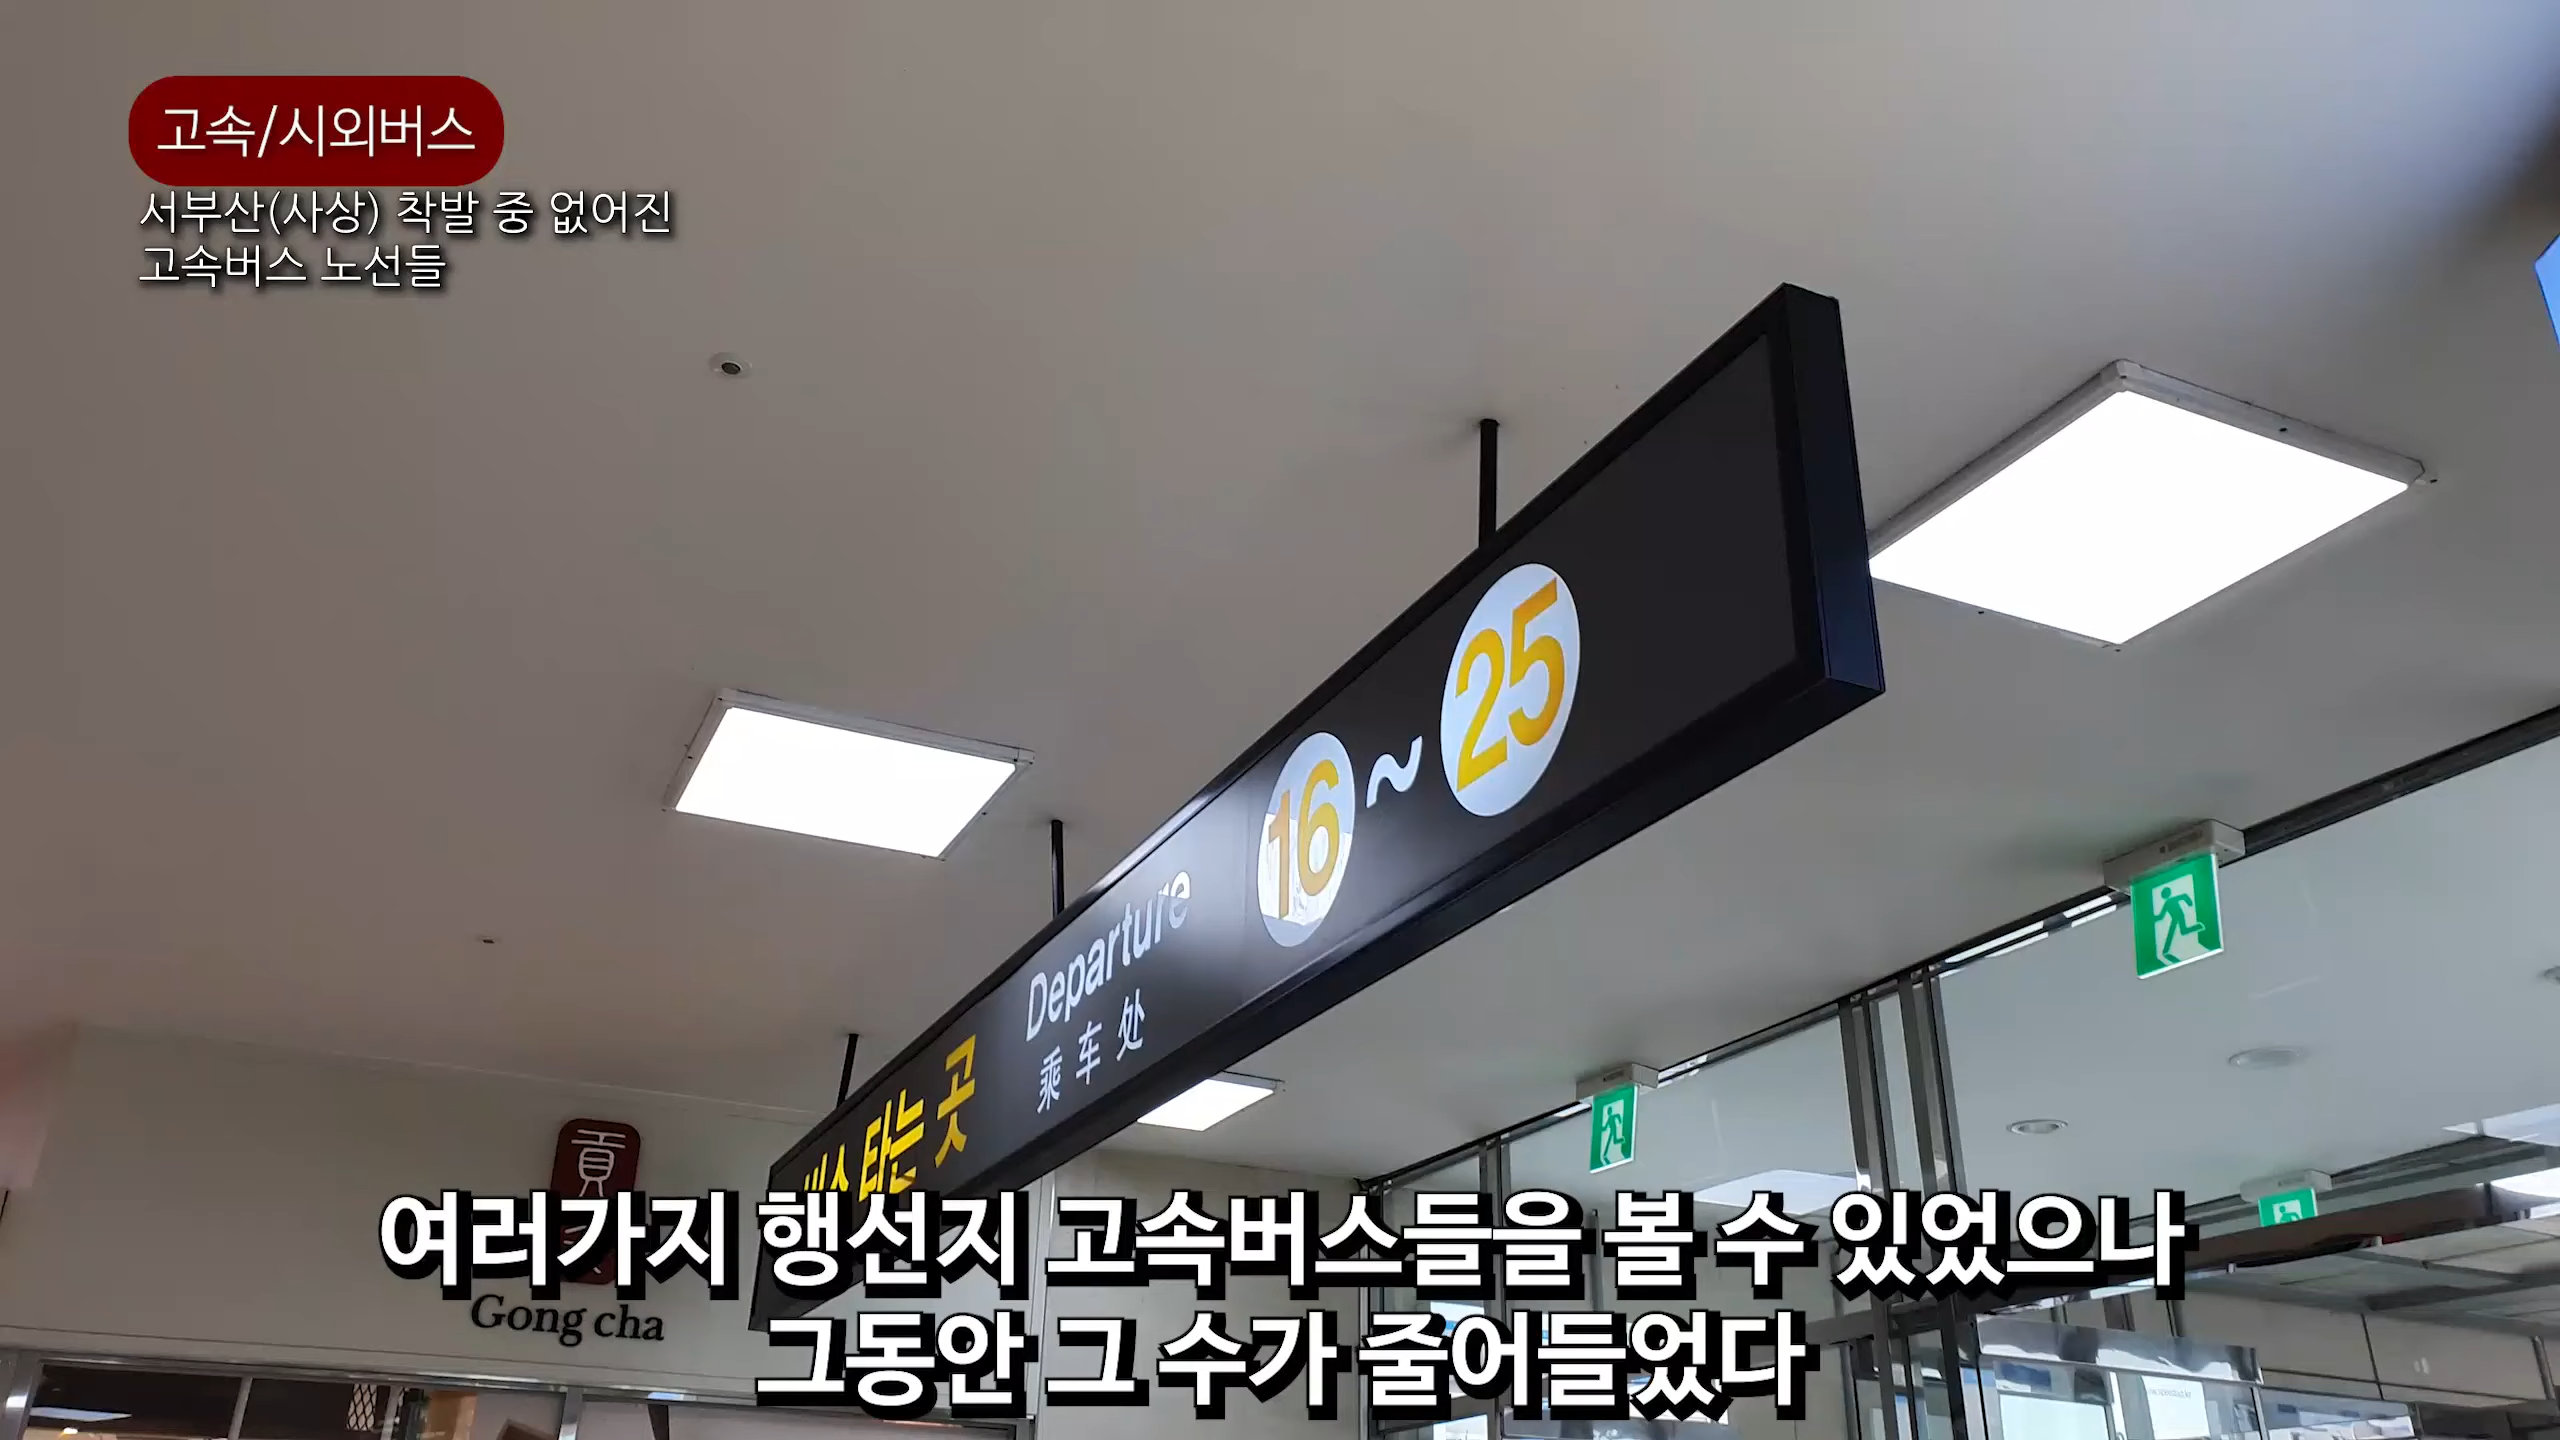 고속/시외버스
서부산(사상) 착발 중 없어진
고속버스 노선들
버스 타는 곳
Departure
乘车处
16~25
貢
Gong cha
여러가지 행선지 고속버스들을 볼 수 있었으나
그동안 그 수가 줄어들었다